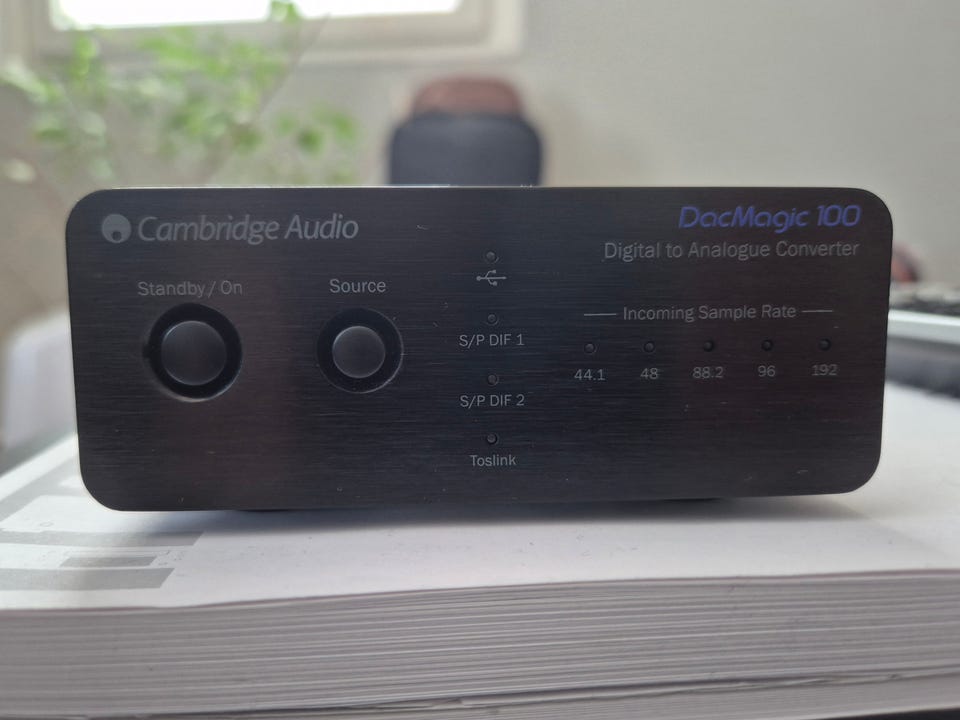 Cambridge Audio
DacMagic 100
Digital to Analogue Converter
Standby / On
Source
S/P DIF 1
S/P DIF 2
Toslink
Incoming Sample Rate
44.1 48 88.2 96 192